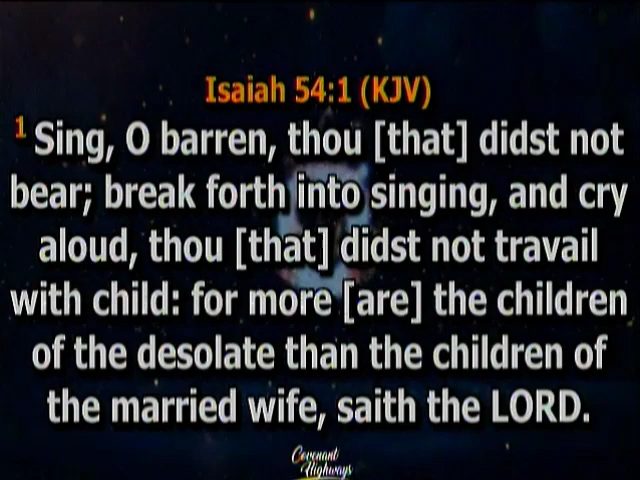 Isaiah 54:1 (KJV)
1 Sing, O barren, thou [that] didst not
bear; break forth into singing, and cry
aloud, thou [that] didst not travail
with child: for more [are] the children
of the desolate than the children of
the married wife, saith the LORD.
Covenant
Highways